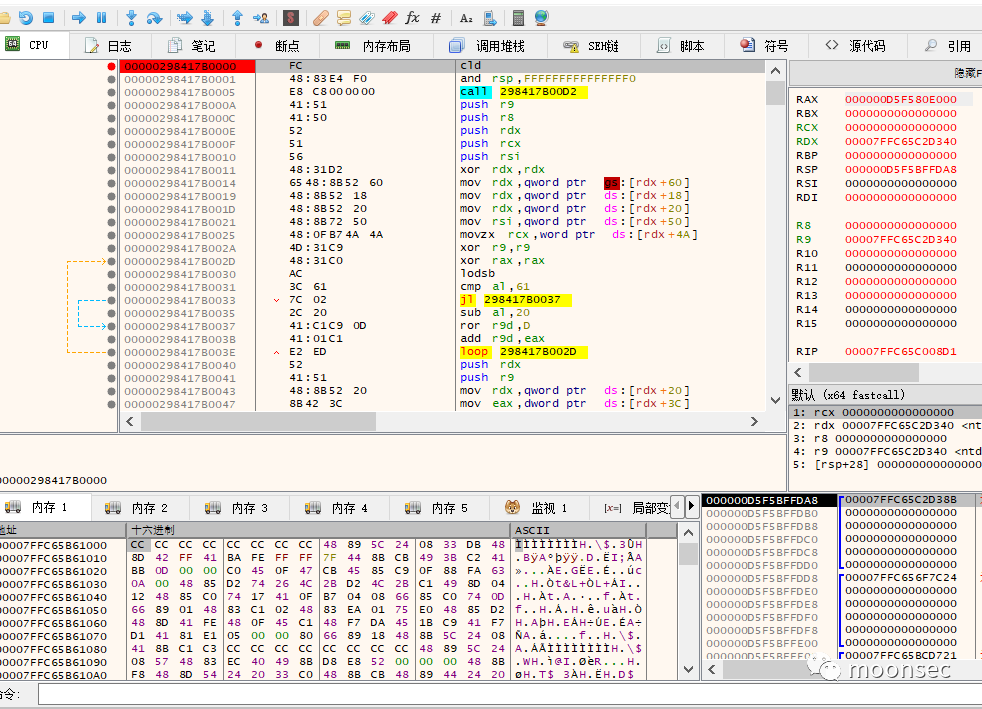 CPU 日志 笔记 断点 内存布局 调用堆栈 SEH链 脚本 符号 源代码 引用
00000298417B0000 FC cld
00000298417B0001 48:83E4 F0 and rsp,FFFFFFFFFFFFFFF0
00000298417B0005 E8 C8000000 call 298417B00D2
00000298417B000A 41:51 push r9
00000298417B000C 41:50 push r8
00000298417B000E 52 push rdx
00000298417B000F 51 push rcx
00000298417B0010 56 push rsi
00000298417B0011 48:31D2 xor rdx,rdx
00000298417B0014 65 48:8B52 60 mov rdx,qword ptr gs:[rdx+60]
00000298417B0019 48:8B52 18 mov rdx,qword ptr ds:[rdx+18]
00000298417B001D 48:8B52 20 mov rdx,qword ptr ds:[rdx+20]
00000298417B0021 48:8B72 50 mov rsi,qword ptr ds:[rdx+50]
00000298417B0025 48:0FB74A 4A movzx rcx,word ptr ds:[rdx+4A]
00000298417B002A 4D:31C9 xor r9,r9
00000298417B002D 48:31C0 xor rax,rax
00000298417B0030 AC lodsb
00000298417B0031 3C 61 cmp al,61
00000298417B0033 7C 02 jl 298417B0037
00000298417B0035 2C 20 sub al,20
00000298417B0037 41:C1C9 0D ror r9d,D
00000298417B003B 41:01C1 add r9d,eax
00000298417B003E E2 ED loop 298417B002D
00000298417B0040 52 push rdx
00000298417B0041 41:51 push r9
00000298417B0043 48:8B52 20 mov rdx,qword ptr ds:[rdx+20]
00000298417B0047 8B42 3C mov eax,dword ptr ds:[rdx+3C]
隐藏F
RAX 000000D5F580E000
RBX 0000000000000000
RCX 0000000000000000
RDX 00007FFC65C2D340
RBP 0000000000000000
RSP 000000D5F5BFFDA8
RSI 0000000000000000
RDI 0000000000000000
R8 0000000000000000
R9 00007FFC65C2D340
R10 0000000000000000
R11 0000000000000000
R12 0000000000000000
R13 0000000000000000
R14 0000000000000000
R15 0000000000000000
RIP 00007FFC65C008D1
默认 (x64 fastcall)
1: rcx 0000000000000000
2: rdx 00007FFC65C2D340 <nt
3: r8 0000000000000000
4: r9 00007FFC65C2D340 <ntd
5: [rsp+28] 000000000000000
00000298417B0000
内存 1 内存 2 内存 3 内存 4 内存 5 监视 1 [x=] 局部变
地址 十六进制 ASCII
00007FFC65B61000 CC CC CC CC CC CC CC CC 48 89 5C 24 08 33 DB 48 ÌÌÌÌÌÌÌÌH.\$.3ÛH
00007FFC65B61010 8D 42 FF 41 BA FE FF FF 7F 44 8B CB 49 3B C2 41 .BÿAºþÿÿ.D.ËI;ÂA
00007FFC65B61020 BB 0D 00 00 C0 45 0F 47 CB 45 85 C9 0F 88 FA 63
00007FFC65B61030 0A 00 48 85 D2 74 26 4C 2B D2 4C 2B C1 49 8D 04
00007FFC65B61040 12 48 85 C0 74 17 41 0F B7 04 08 66 85 C0 74 0D
00007FFC65B61050 66 89 01 48 83 C1 02 48 83 EA 01 75 E0 48 85 D2
00007FFC65B61060 48 8D 41 FE 48 0F 45 C1 48 F7 DA 45 1B C9 41 F7
00007FFC65B61070 D1 41 81 E1 05 00 00 80 66 89 18 48 8B 5C 24 08
00007FFC65B61080 41 8B C1 C3 CC CC CC CC CC CC CC CC 48 89 5C 24
00007FFC65B61090 08 57 48 83 EC 40 49 8B D8 E8 52 00 00 00 48 8B
00007FFC65B610A0 F8 48 8D 54 24 20 33 C0 48 8B CB 48 89 44 24 20
000000D5F5BFFDA8 00007FFC65C2D38B
000000D5F5BFFDB0 0000000000000000
000000D5F5BFFDB8 0000000000000000
000000D5F5BFFDC0 0000000000000000
000000D5F5BFFDC8 0000000000000000
000000D5F5BFFDD0 0000000000000000
000000D5F5BFFDD8 00007FFC656F7C24
000000D5F5BFFDE0 0000000000000000
000000D5F5BFFDE8 0000000000000000
000000D5F5BFFDF0 0000000000000000
000000D5F5BFFDF8 0000000000000000
000000D5F5BFFE00 0000000000000000
00007FFC65BCD721
moonsec
命令: